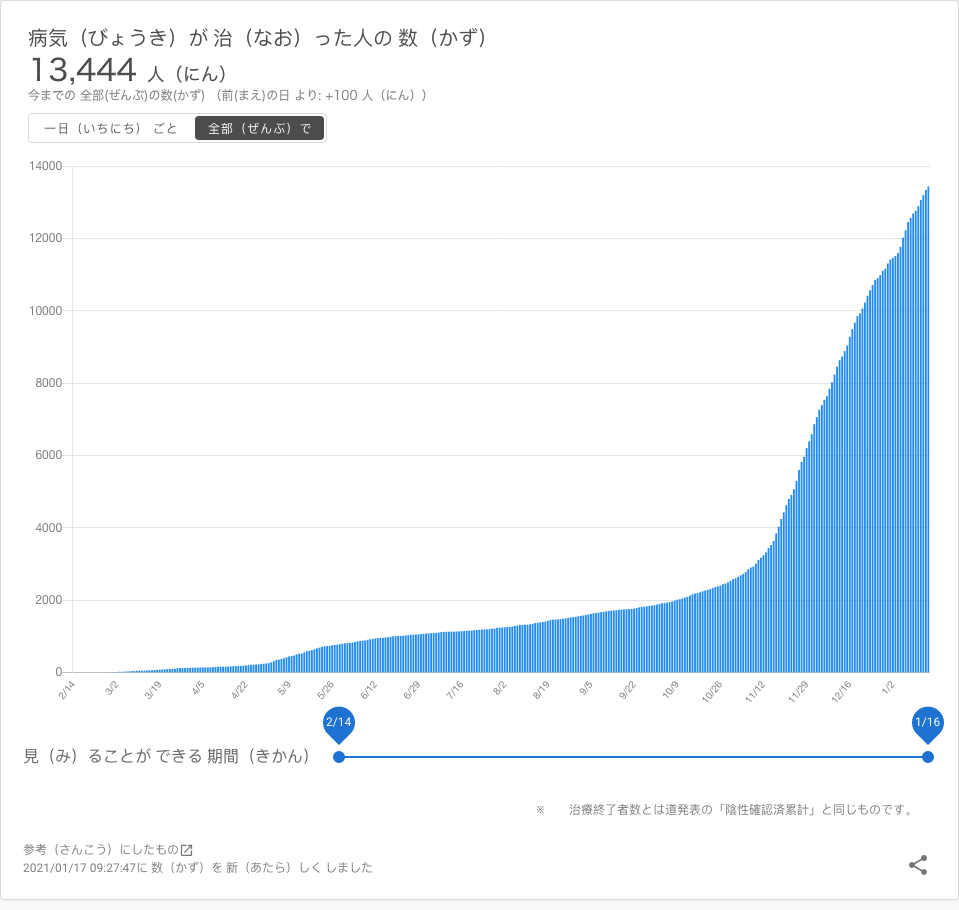 病気（びょうき）が 治（なお）った人の 数（かず）
13,444 人（にん）
今までの 全部(ぜんぶ)の数(かず) （前(まえ)の日 より: +100 人（にん））
一日（いちにち） ごと 全部（ぜんぶ）で
14000
12000
10000
8000
6000
4000
2000
0
2/14 3/2 3/19 4/5 4/22 5/9 5/26 6/12 6/29 7/16 8/2 8/19 9/5 9/22 10/9 10/26 11/12 11/29 12/16 1/2
2/14 1/16
見（み）ることが できる 期間（きかん）
※ 治療終了者数とは道発表の「陰性確認済累計」と同じものです。
参考（さんこう）にしたもの
2021/01/17 09:27:47に 数（かず）を 新（あたら）しく しました